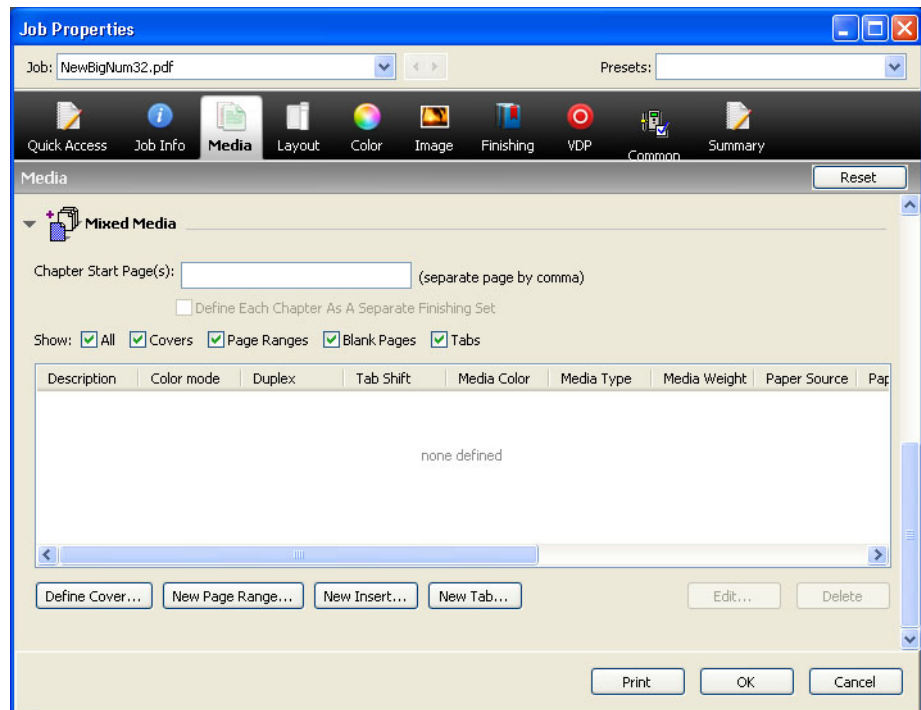 Job Properties
Job: NewBigNum32.pdf Presets:
Quick Access Job Info Media Layout Color Image Finishing VDP Common Summary
Media Reset
Mixed Media
Chapter Start Page(s): (separate page by comma)
Define Each Chapter As A Separate Finishing Set
Show: All Covers Page Ranges Blank Pages Tabs
Description Color mode Duplex Tab Shift Media Color Media Type Media Weight Paper Source Pap
none defined
Define Cover... New Page Range... New Insert... New Tab... Edit... Delete
Print OK Cancel